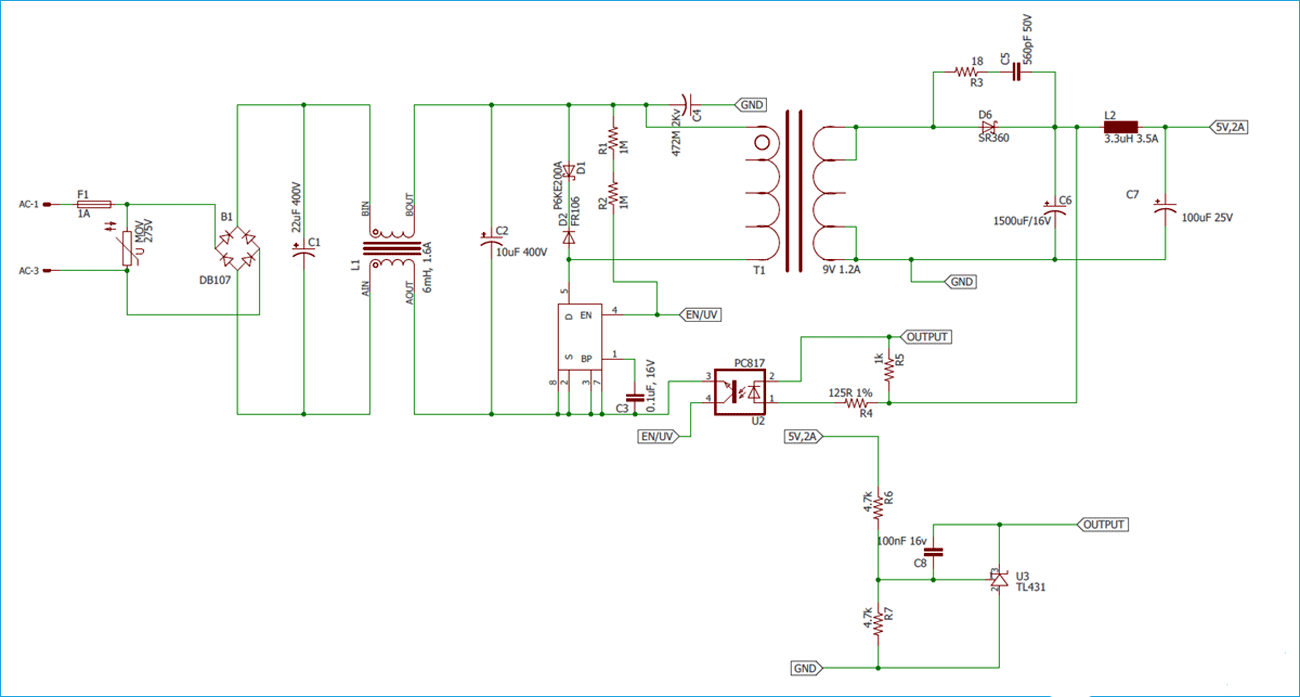 AC-1
F1
1A
AC-3
U
MOV
275V
B1
DB107
22uF 400V
C1
BIN
BOUT
L1
AIN
AOUT
6mH, 1.6A
C2
10uF 400V
P6KE200A
D1
D2
FR106
R1
1M
R2
1M
472M 2Kv
C4
GND
T1
9V 1.2A
18
R3
C5
560pF 50V
D6
SR360
L2
3.3uH 3.5A
5V,2A
C6
1500uF/16V
C7
100uF 25V
GND
5
D
EN
4
EN/UV
S
BP
1
8
2
3
7
C3
0.1uF, 16V
PC817
3
2
4
1
U2
EN/UV
OUTPUT
1k
R5
125R 1%
R4
5V,2A
4.7k
R6
100nF 16v
C8
OUTPUT
3
1
2
U3
TL431
4.7k
R7
GND